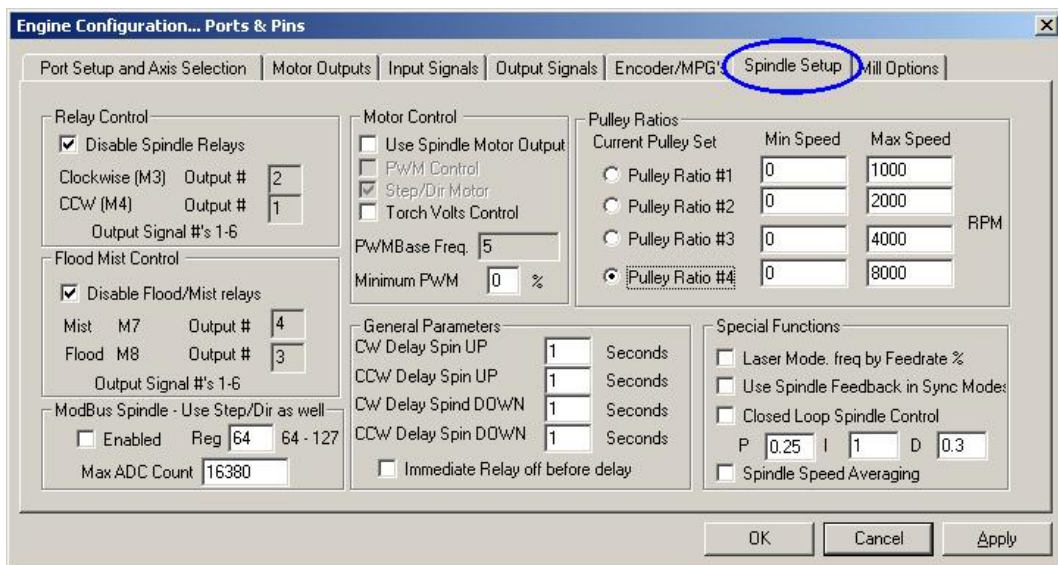 Engine Configuration... Ports & Pins
Port Setup and Axis Selection
Motor Outputs
Input Signals
Output Signals
Encoder/MPG's
Spindle Setup
Mill Options
Relay Control
Disable Spindle Relays
Clockwise (M3) Output # 2
CCW (M4) Output # 1
Output Signal #'s 1-6
Flood Mist Control
Disable Flood/Mist relays
Mist M7 Output # 4
Flood M8 Output # 3
Output Signal #'s 1-6
ModBus Spindle - Use Step/Dir as well
Enabled Reg 64 64 - 127
Max ADC Count 16380
Motor Control
Use Spindle Motor Output
PWM Control
Step/Dir Motor
Torch Volts Control
PWMBase Freq. 5
Minimum PWM 0 %
Pulley Ratios
Current Pulley Set Min Speed Max Speed
Pulley Ratio #1 0 1000
Pulley Ratio #2 0 2000
Pulley Ratio #3 0 4000
Pulley Ratio #4 0 8000
RPM
General Parameters
CW Delay Spin UP 1 Seconds
CCW Delay Spin UP 1 Seconds
CW Delay Spind DOWN 1 Seconds
CCW Delay Spin DOWN 1 Seconds
Immediate Relay off before delay
Special Functions
Laser Mode. freq by Feedrate %
Use Spindle Feedback in Sync Modes
Closed Loop Spindle Control
P 0.25 I 1 D 0.3
Spindle Speed Averaging
OK
Cancel
Apply